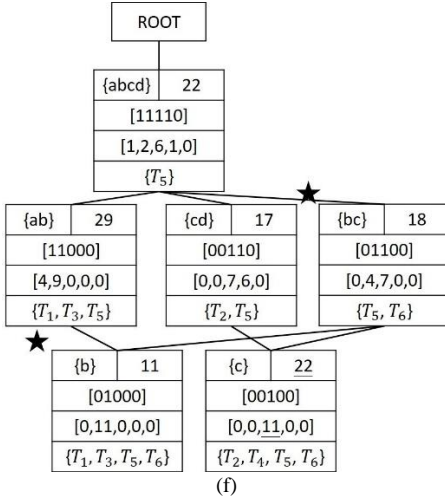 ROOT
{abcd} 22
[11110]
[1,2,6,1,0]
{T₅}
{ab} 29
[11000]
[4,9,0,0,0]
{T₁, T₃, T₅}
{cd} 17
[00110]
[0,0,7,6,0]
{T₂, T₅}
{bc} 18
[01100]
[0,4,7,0,0]
{T₅, T₆}
{b} 11
[01000]
[0,11,0,0,0]
{T₁, T₃, T₅, T₆}
{c} 22
[00100]
[0,0,11,0,0]
{T₂, T₄, T₅, T₆}
(f)